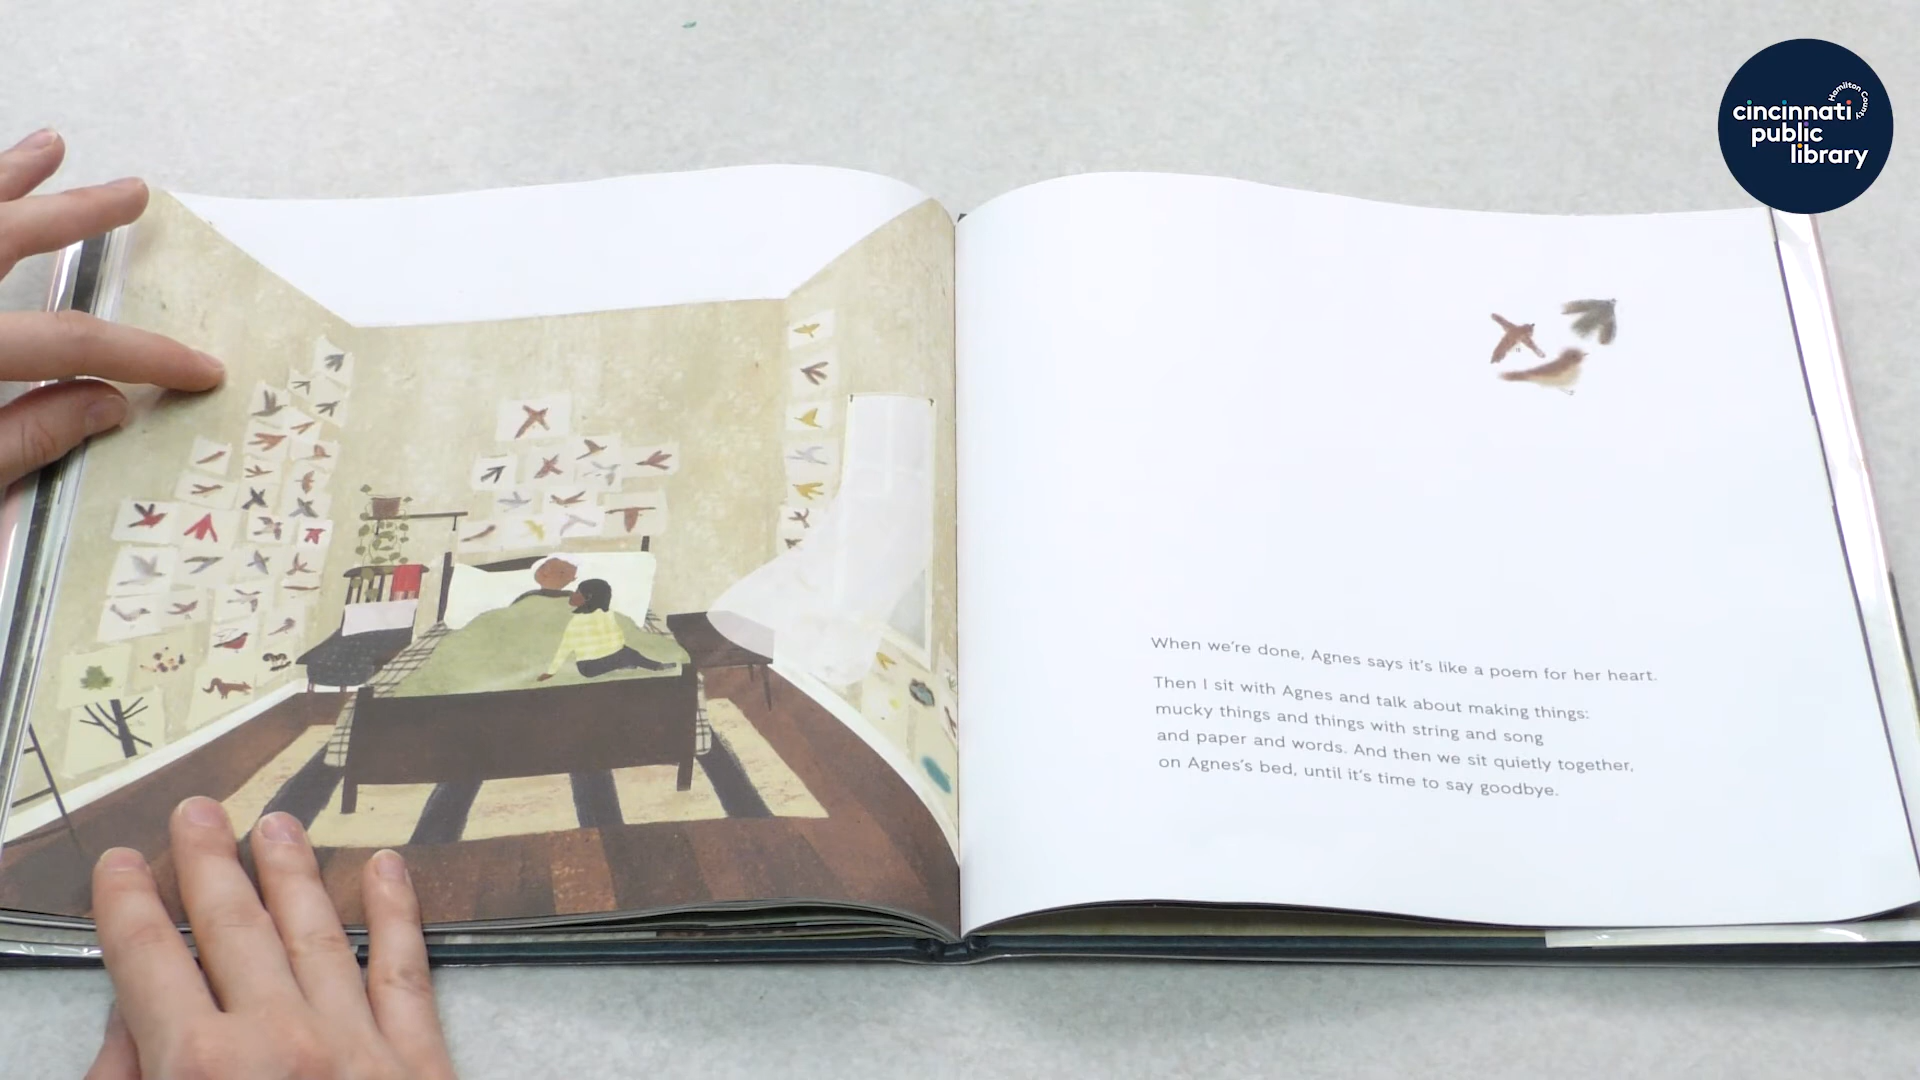 Hamilton County
cincinnati
public
library
When we're done, Agnes says it's like a poem for her heart.
Then I sit with Agnes and talk about making things:
mucky things and things with string and song
and paper and words. And then we sit quietly together,
on Agnes's bed, until it's time to say goodbye.